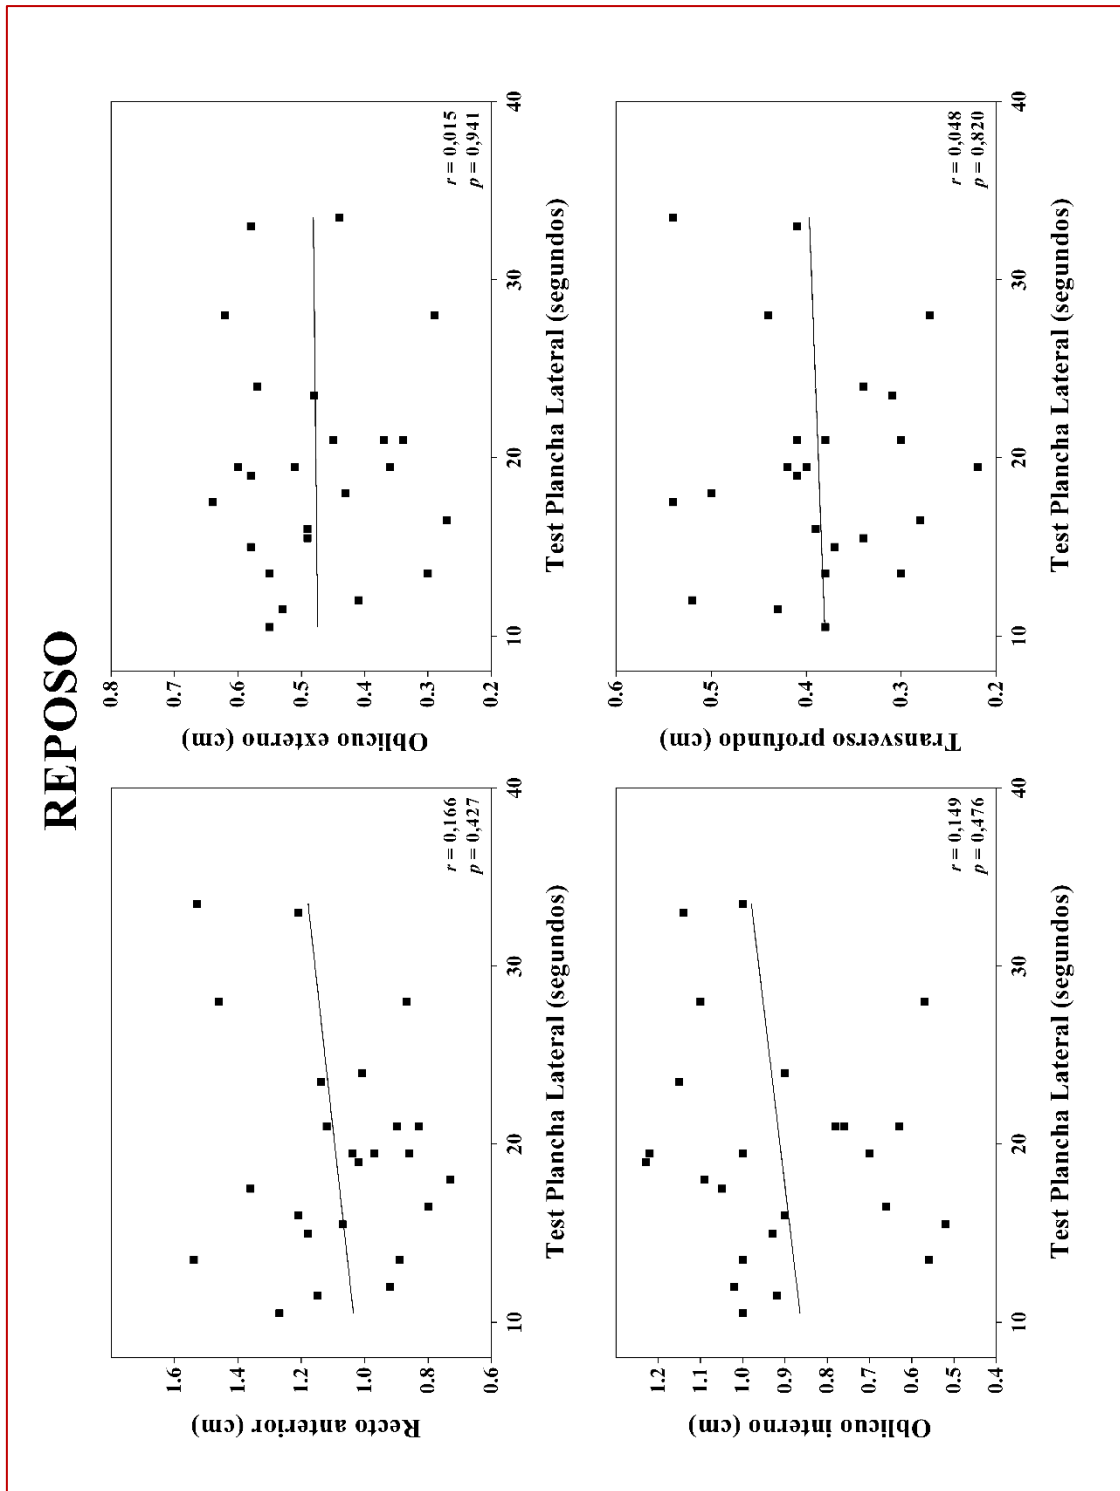 REPOSO
Recto anterior (cm)
1.6
1.4
1.2
1.0
0.8
0.6
r = 0,166
p = 0,427
10
20
30
40
Test Plancha Lateral (segundos)
Oblicuo externo (cm)
0.8
0.7
0.6
0.5
0.4
0.3
0.2
r = 0,015
p = 0,941
10
20
30
40
Test Plancha Lateral (segundos)
Oblicuo interno (cm)
1.2
1.0
0.9
0.8
0.7
0.6
0.5
0.4
r = 0,149
p = 0,476
10
20
30
40
Test Plancha Lateral (segundos)
Transverso profundo (cm)
0.6
0.5
0.4
0.3
0.2
r = 0,048
p = 0,820
10
20
30
40
Test Plancha Lateral (segundos)